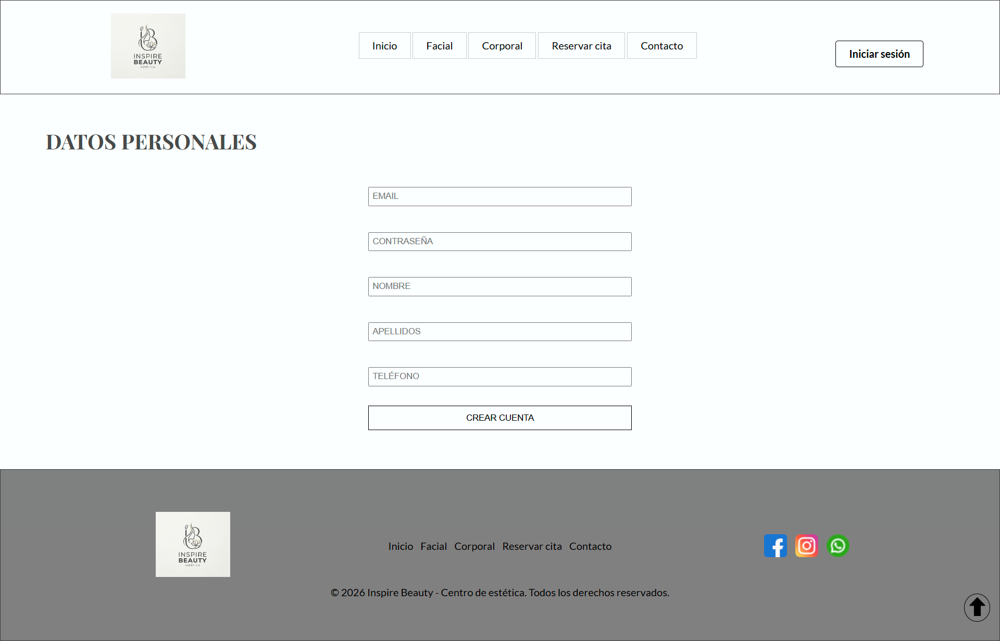 INSPIRE
BEAUTY
ESTÉTICA
Inicio Facial Corporal Reservar cita Contacto
Iniciar sesión
DATOS PERSONALES
EMAIL
CONTRASEÑA
NOMBRE
APELLIDOS
TELÉFONO
CREAR CUENTA
INSPIRE
BEAUTY
ESTÉTICA
Inicio Facial Corporal Reservar cita Contacto
© 2026 Inspire Beauty - Centro de estética. Todos los derechos reservados.